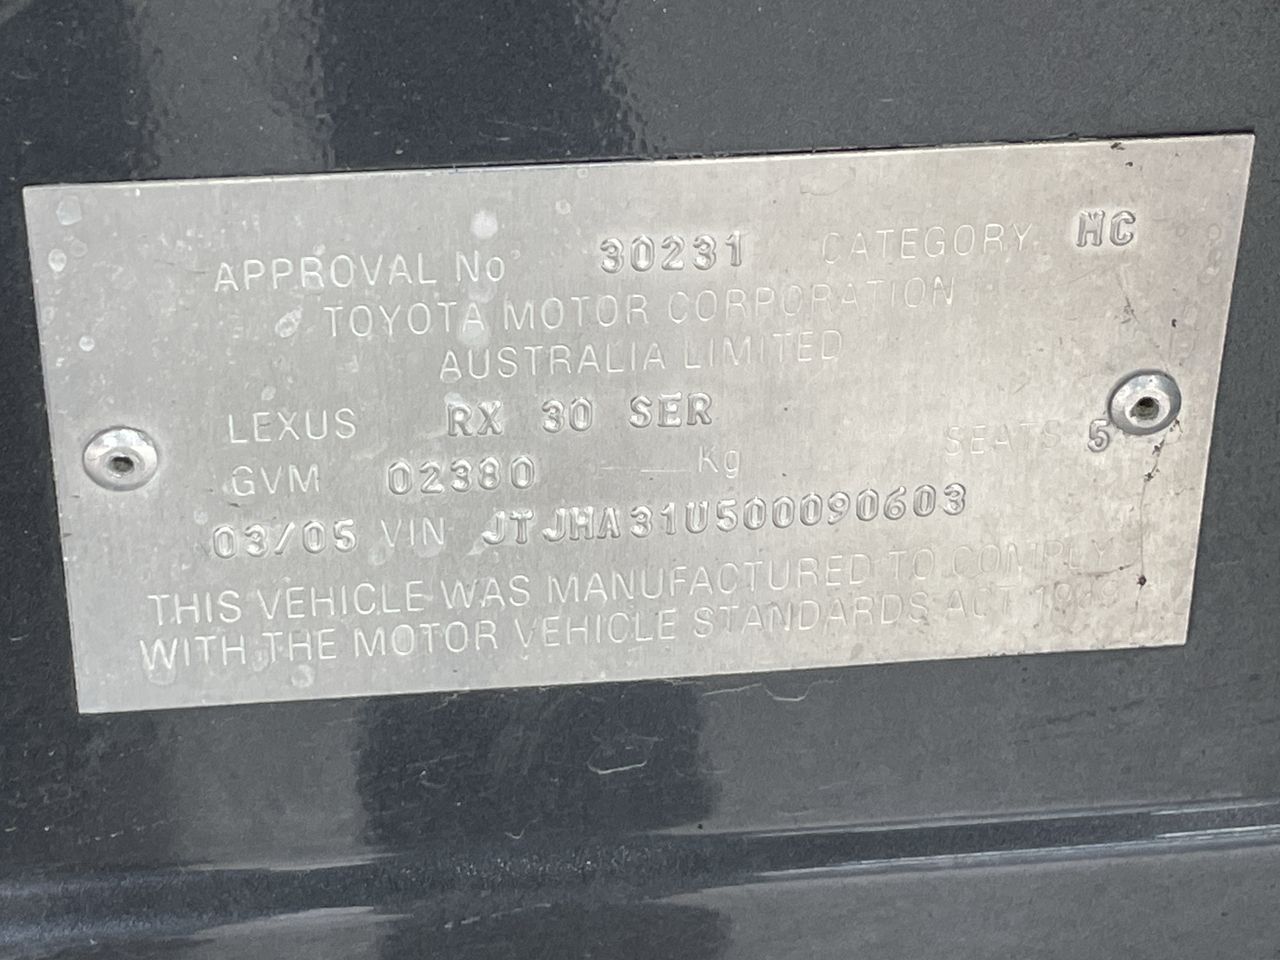 APPROVAL No 30231 CATEGORY MC
TOYOTA MOTOR CORPORATION
AUSTRALIA LIMITED
LEXUS RX 30 SER
GVM 02380 Kg SEATS 5
03/05 VIN JTJHA31U500090603
THIS VEHICLE WAS MANUFACTURED TO COMPLY
WITH THE MOTOR VEHICLE STANDARDS ACT 1989